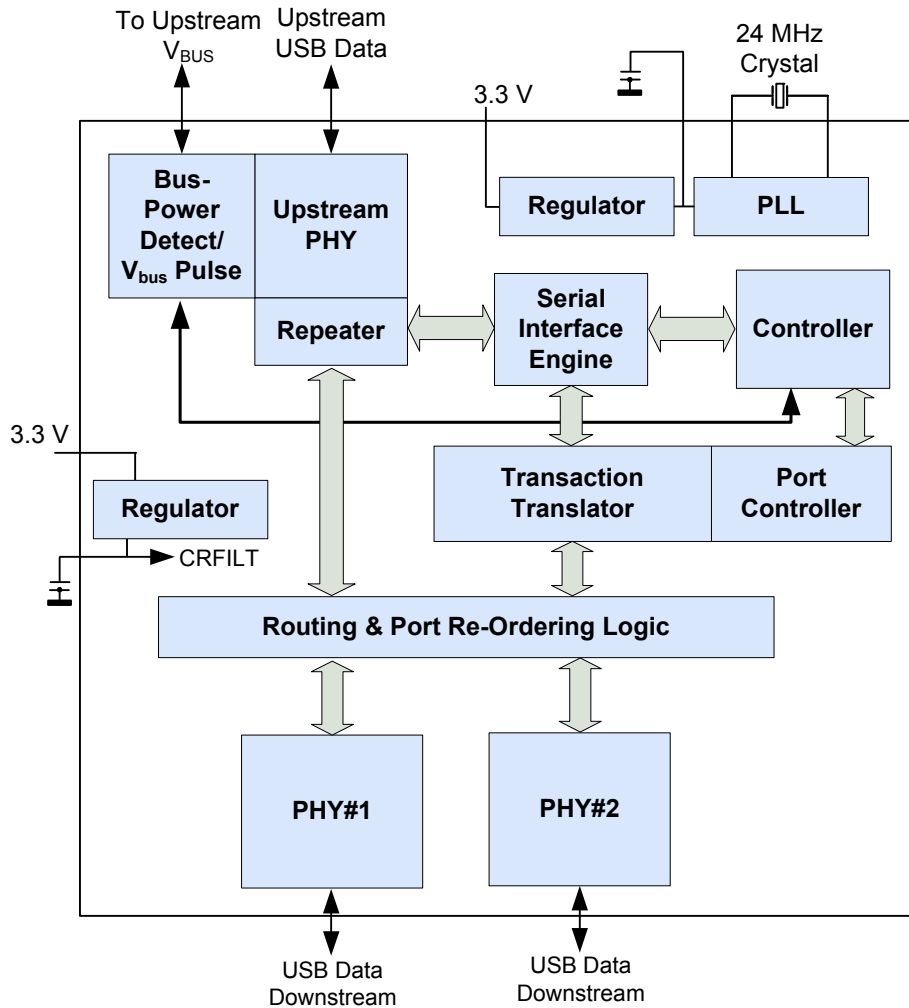 To Upstream
VBUS
Upstream
USB Data
24 MHz
Crystal
3.3 V
Bus-
Power
Detect/
Vbus Pulse
Upstream
PHY
Regulator
PLL
Repeater
Serial
Interface
Engine
Controller
3.3 V
Regulator
CRFILT
Transaction
Translator
Port
Controller
Routing & Port Re-Ordering Logic
PHY#1
PHY#2
USB Data
Downstream
USB Data
Downstream